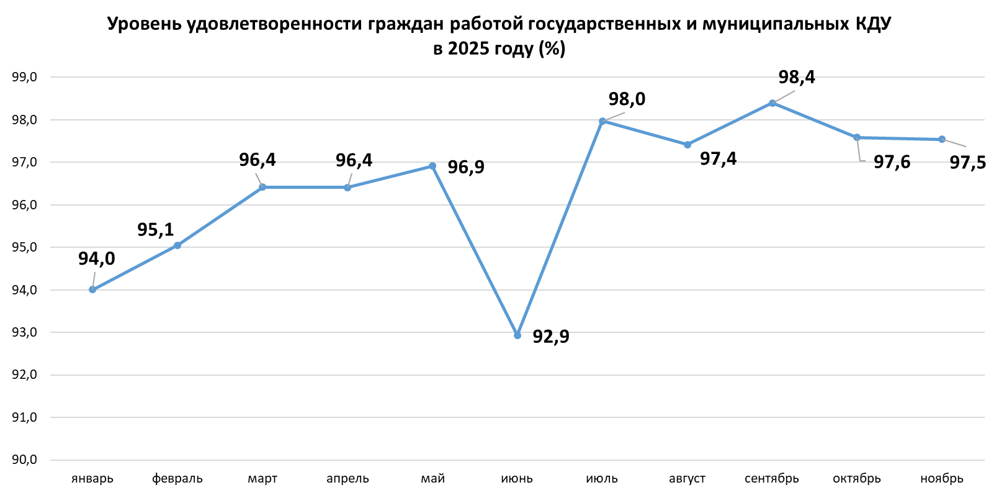 Уровень удовлетворенности граждан работой государственных и муниципальных КДУ
в 2025 году (%)
99,0
98,0
97,0
96,0
95,0
94,0
93,0
92,0
91,0
90,0
94,0
95,1
96,4
96,4
96,9
92,9
98,0
97,4
98,4
97,6
97,5
январь
февраль
март
апрель
май
июнь
июль
август
сентябрь
октябрь
ноябрь